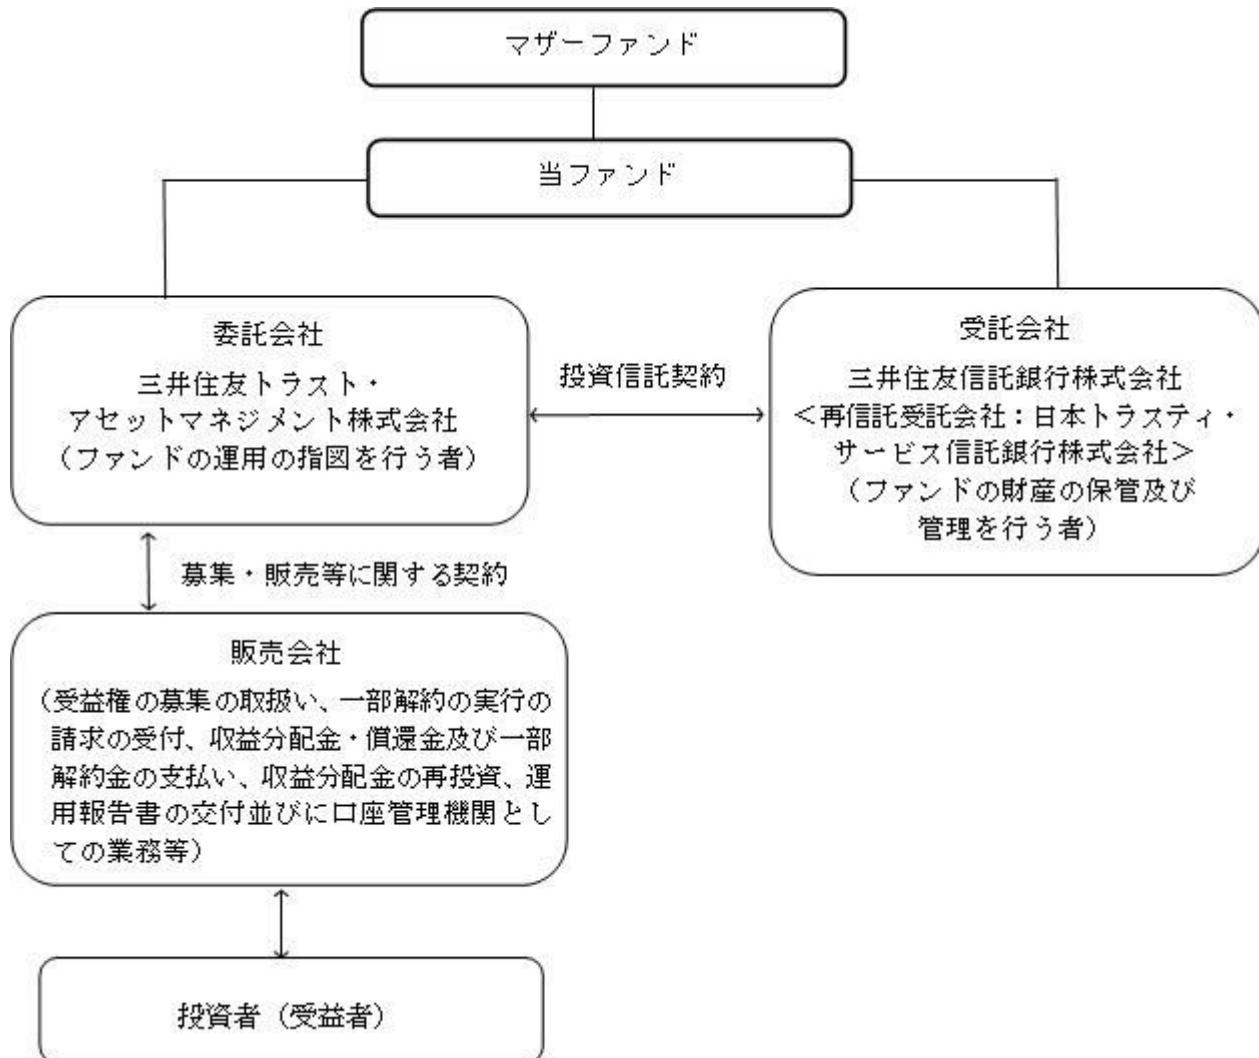 マザーファンド
当ファンド
委託会社
三井住友トラスト・
アセットマネジメント株式会社
（ファンドの運用の指図を行う者）
投資信託契約
受託会社
三井住友信託銀行株式会社
＜再信託受託会社：日本トラスティ・
サービス信託銀行株式会社＞
（ファンドの財産の保管及び
管理を行う者）
募集・販売等に関する契約
販売会社
（受益権の募集の取扱い、一部解約の実行の
請求の受付、収益分配金・償還金及び一部
解約金の支払い、収益分配金の再投資、運
用報告書の交付並びに口座管理機関とし
ての業務等）
投資者（受益者）